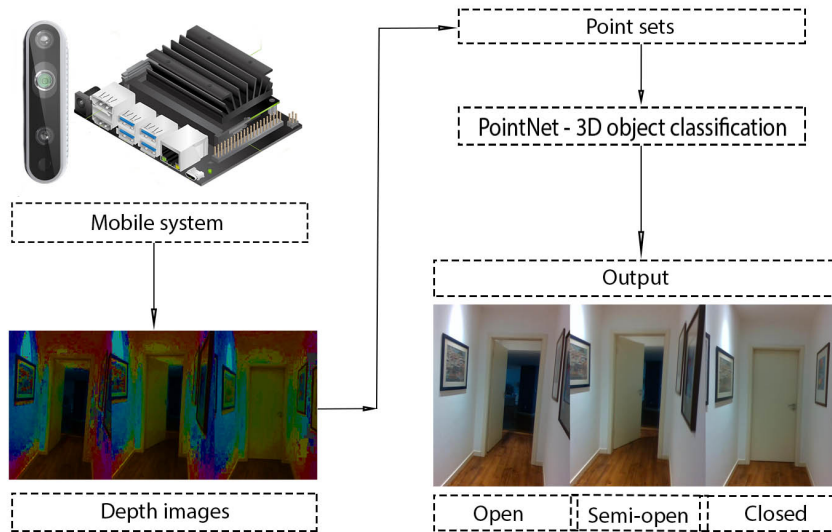 Mobile system
Depth images
Point sets
PointNet - 3D object classification
Output
Open
Semi-open
Closed